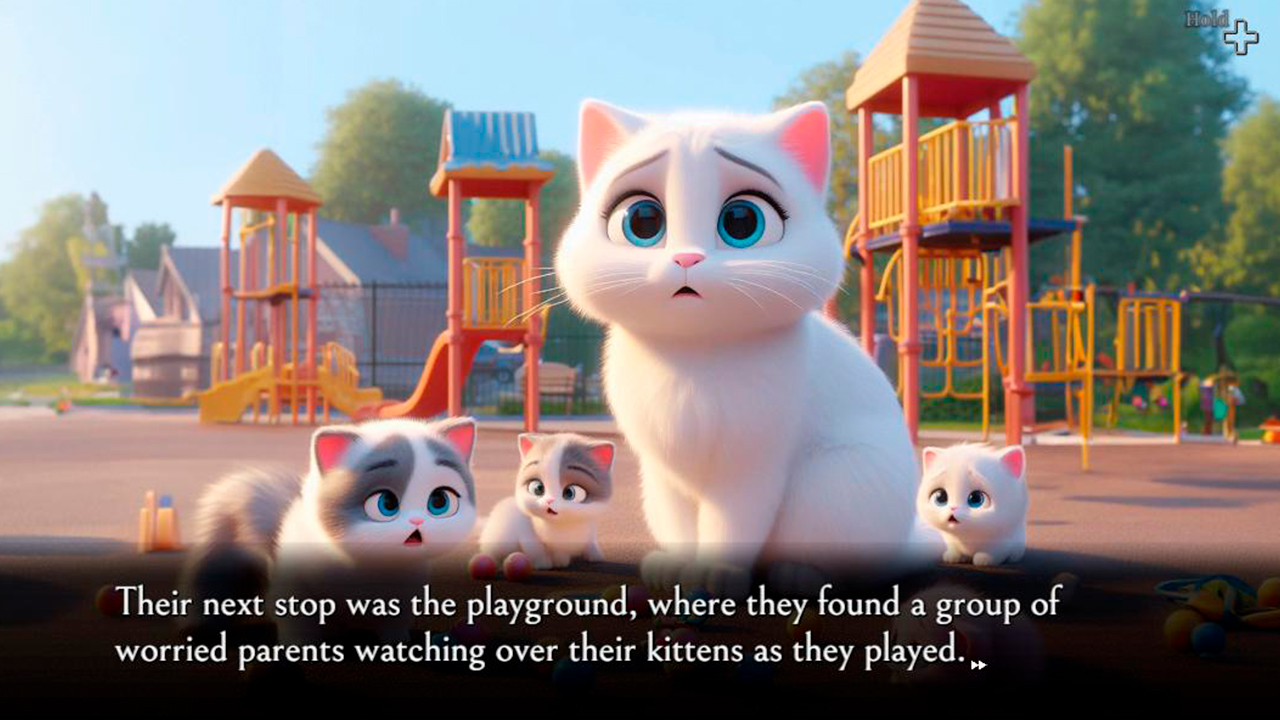 Hold
Their next stop was the playground, where they found a group of
worried parents watching over their kittens as they played.